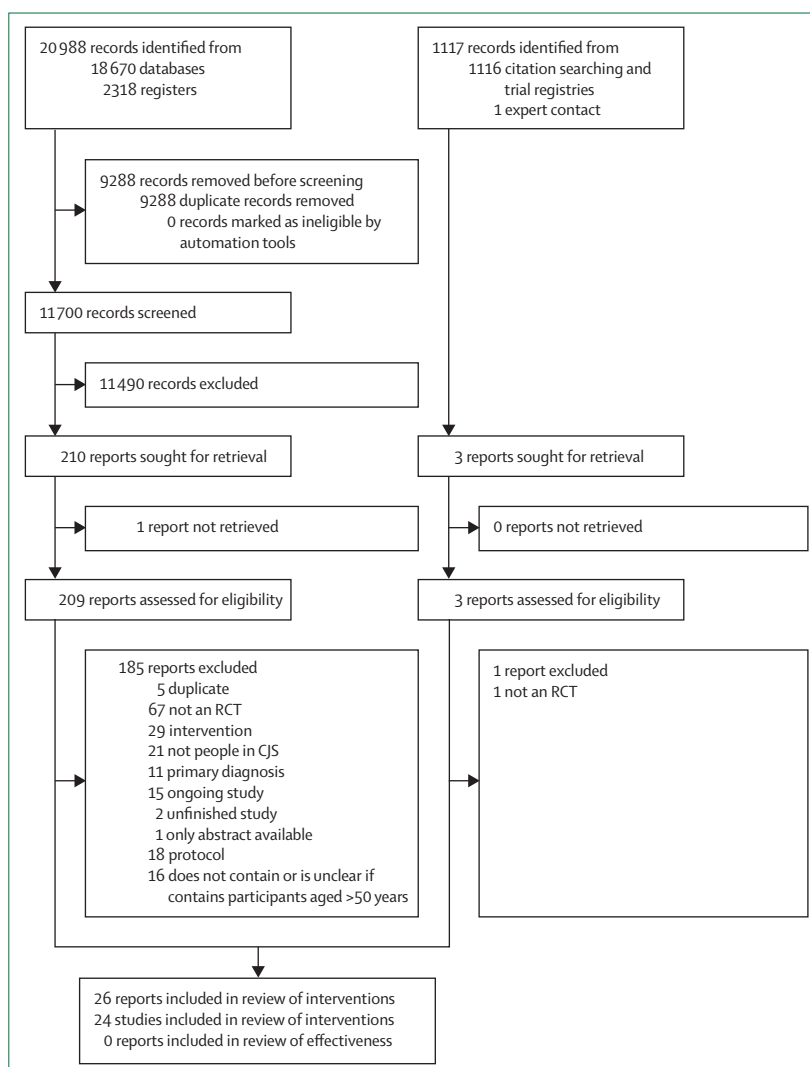 20 988 records identified from
18 670 databases
2318 registers
1117 records identified from
1116 citation searching and
trial registries
1 expert contact
9288 records removed before screening
9288 duplicate records removed
0 records marked as ineligible by
automation tools
11 700 records screened
11 490 records excluded
210 reports sought for retrieval
3 reports sought for retrieval
1 report not retrieved
0 reports not retrieved
209 reports assessed for eligibility
3 reports assessed for eligibility
185 reports excluded
5 duplicate
67 not an RCT
29 intervention
21 not people in CJS
11 primary diagnosis
15 ongoing study
2 unfinished study
1 only abstract available
18 protocol
16 does not contain or is unclear if
contains participants aged >50 years
1 report excluded
1 not an RCT
26 reports included in review of interventions
24 studies included in review of interventions
0 reports included in review of effectiveness